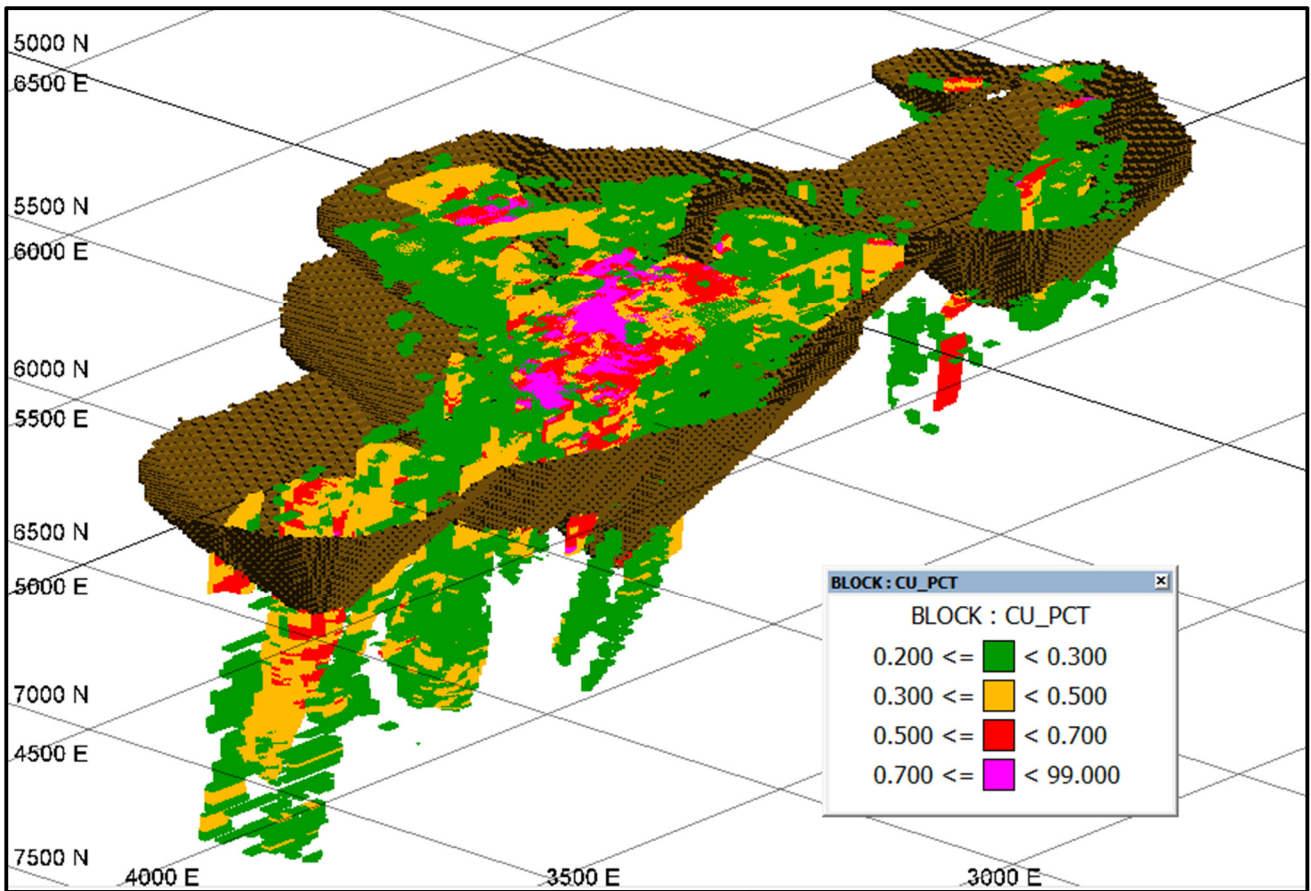 5000 N
6500 E
5500 N
6000 E
6000 N
5500 E
6500 N
5000 E
7000 N
4500 E
7500 N
4000 E
3500 E
3000 E
BLOCK : CU_PCT
BLOCK : CU_PCT
0.200 <= < 0.300
0.300 <= < 0.500
0.500 <= < 0.700
0.700 <= < 99.000